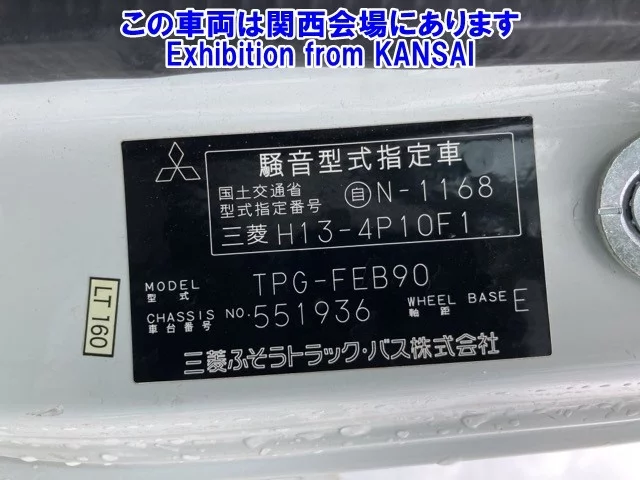 この車両は関西会場にあります
Exhibition from KANSAI
騒音型式指定車
国土交通省
型式指定番号 自 N-1168
三菱 H13-4P10F1
MODEL
型式 TPG-FEB90
CHASSIS NO.
車台番号 551936 WHEEL BASE
軸距 E
三菱ふそうトラック・バス株式会社
LT 160